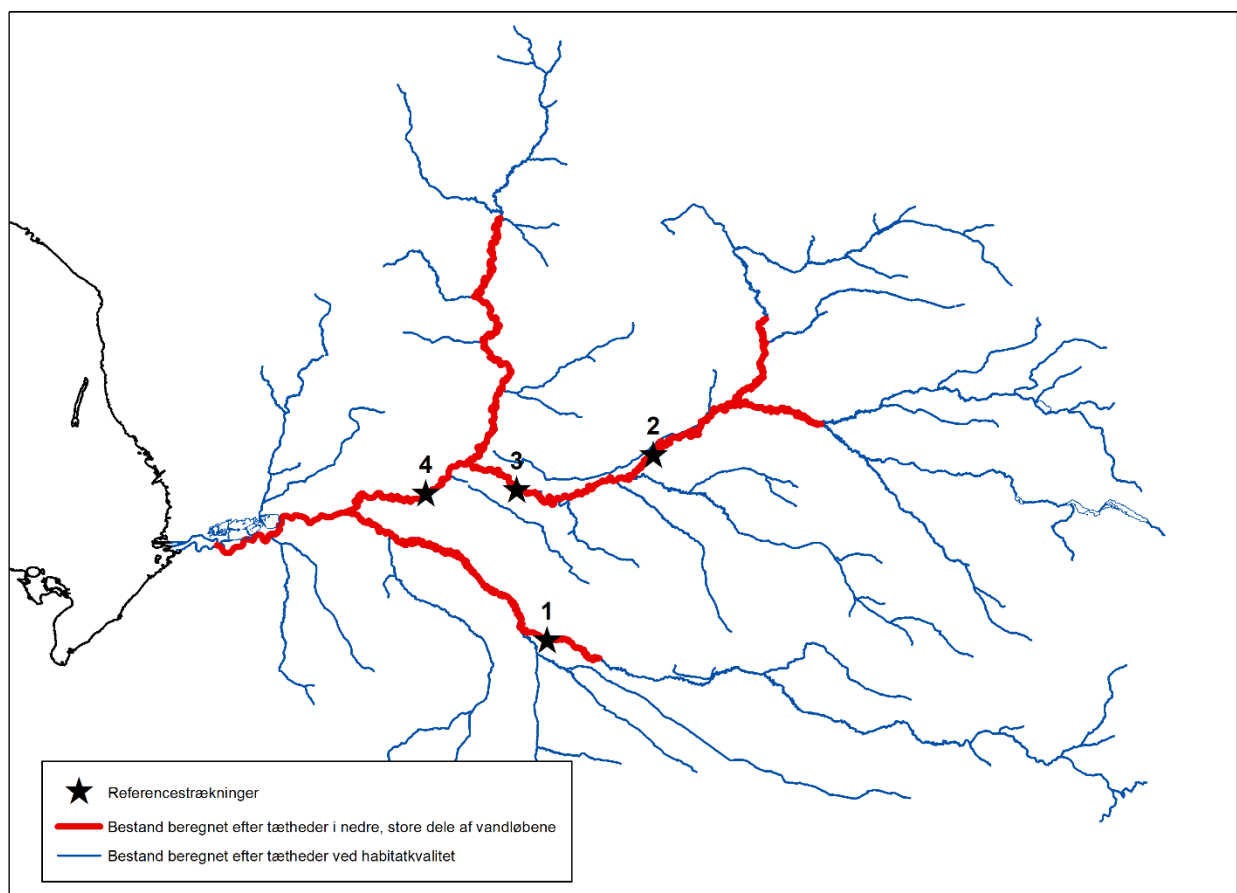 2
4
3
1
Referencestrækninger
Bestand beregnet efter tætheder i nedre, store dele af vandløbene
Bestand beregnet efter tætheder ved habitatkvalitet